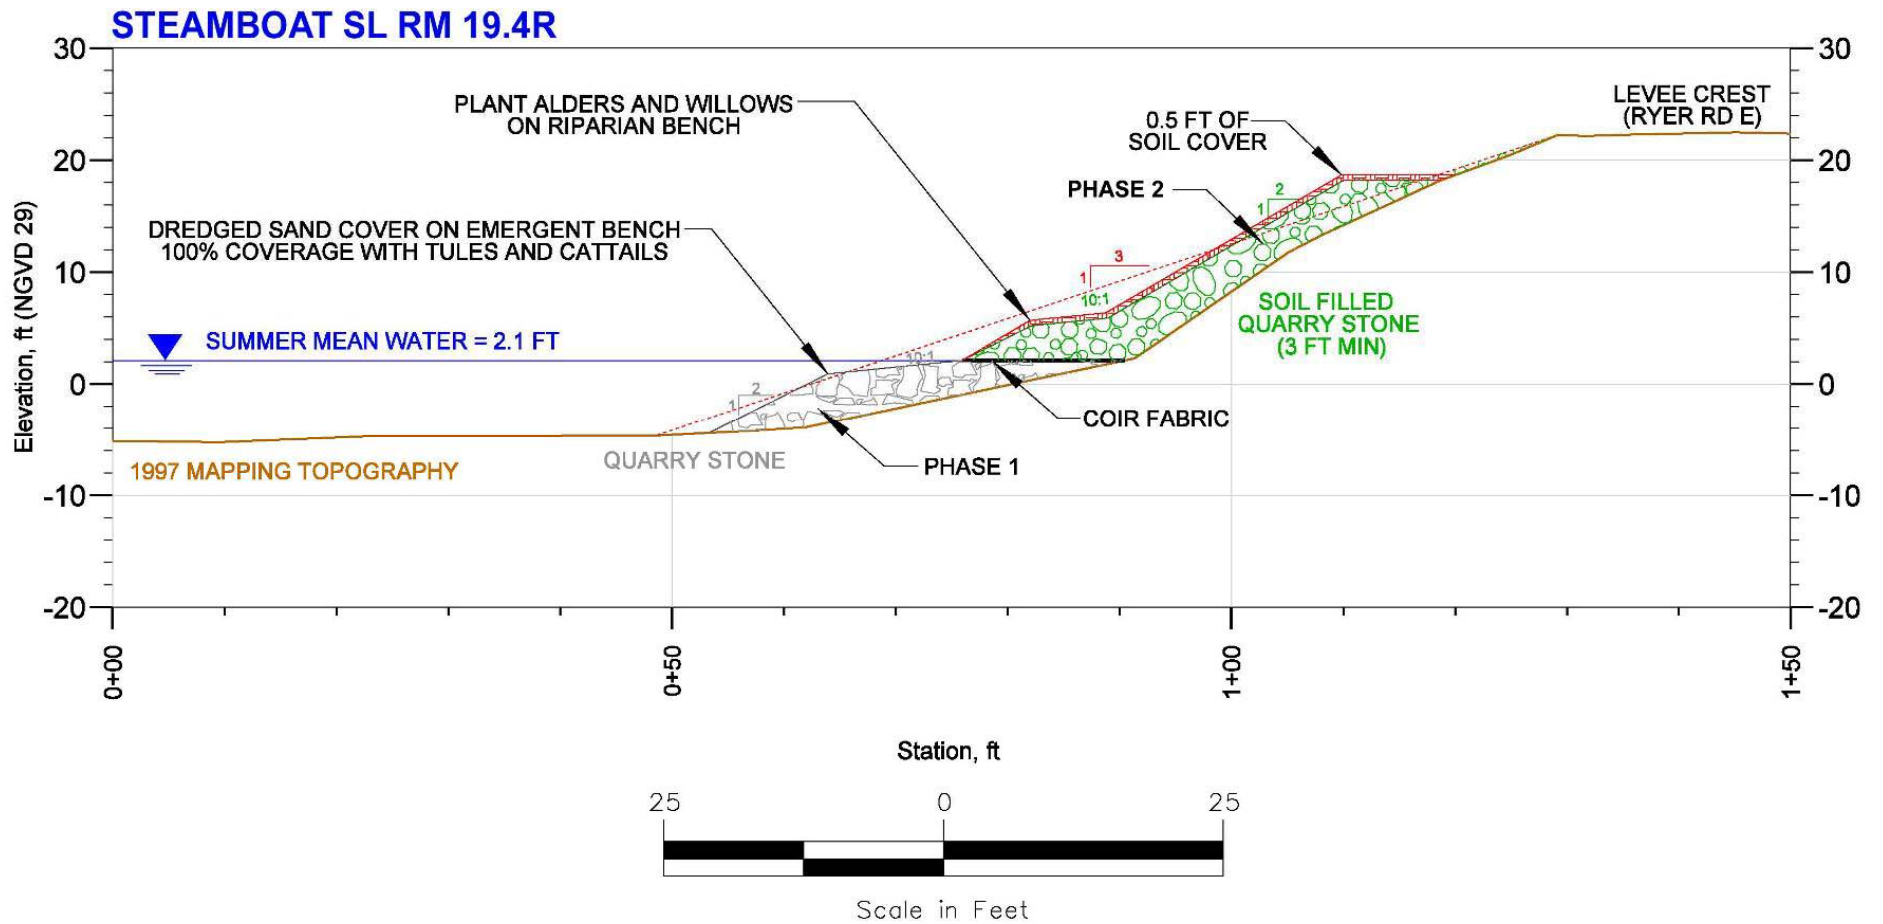 STEAMBOAT SL RM 19.4R
30
30
PLANT ALDERS AND WILLOWS
ON RIPARIAN BENCH
0.5 FT OF
SOIL COVER
LEVEE CREST
(RYER RD E)
20
20
PHASE 2
2
1
DREDGED SAND COVER ON EMERGENT BENCH
100% COVERAGE WITH TULES AND CATTAILS
3
1
10:1
10
10
SOIL FILLED
QUARRY STONE
(3 FT MIN)
SUMMER MEAN WATER = 2.1 FT
10:1
0
0
2
1
COIR FABRIC
1997 MAPPING TOPOGRAPHY
QUARRY STONE
PHASE 1
-10
-10
-20
-20
Elevation, ft (NGVD 29)
0+00
0+50
1+00
1+50
Station, ft
25
0
25
Scale in Feet